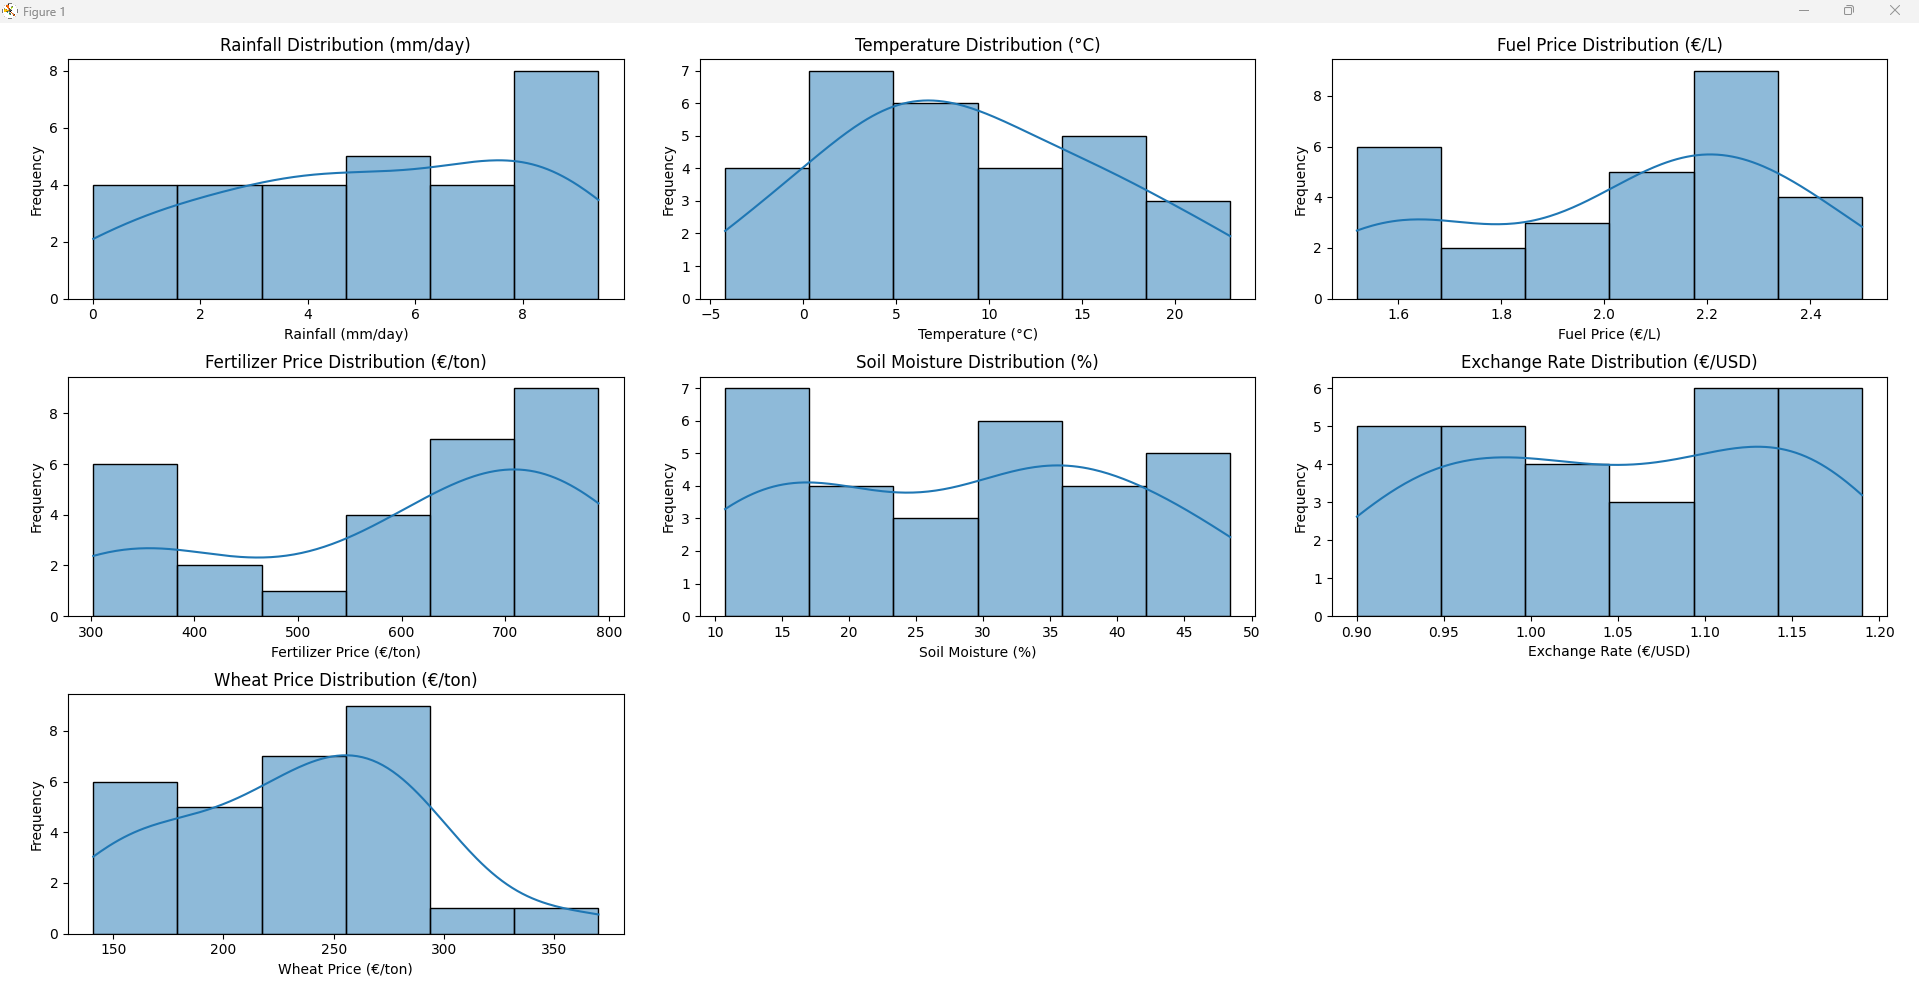 Figure 1
Rainfall Distribution (mm/day)
Frequency
8
6
4
2
0
0 2 4 6 8
Rainfall (mm/day)
Temperature Distribution (°C)
Frequency
7
6
5
4
3
2
1
0
−5 0 5 10 15 20
Temperature (°C)
Fuel Price Distribution (€/L)
Frequency
8
6
4
2
0
1.6 1.8 2.0 2.2 2.4
Fuel Price (€/L)
Fertilizer Price Distribution (€/ton)
Frequency
8
6
4
2
0
300 400 500 600 700 800
Fertilizer Price (€/ton)
Soil Moisture Distribution (%)
Frequency
7
6
5
4
3
2
1
0
10 15 20 25 30 35 40 45 50
Soil Moisture (%)
Exchange Rate Distribution (€/USD)
Frequency
6
5
4
3
2
1
0
0.90 0.95 1.00 1.05 1.10 1.15 1.20
Exchange Rate (€/USD)
Wheat Price Distribution (€/ton)
Frequency
8
6
4
2
0
150 200 250 300 350
Wheat Price (€/ton)